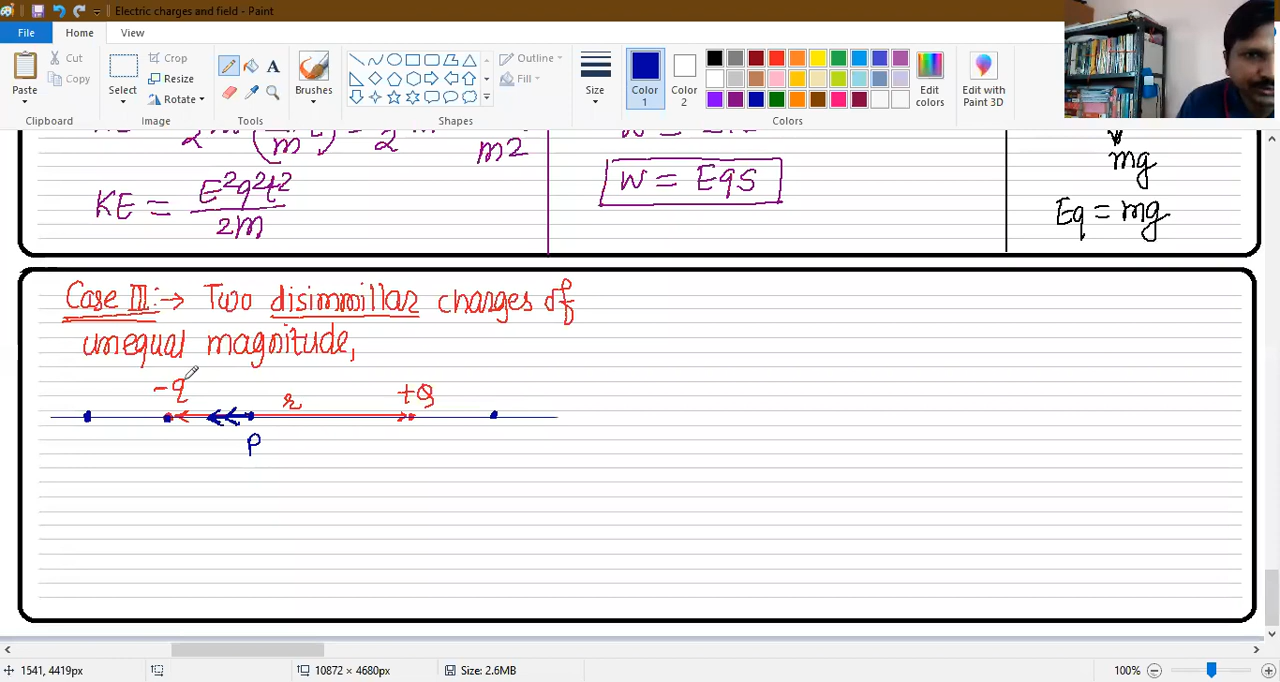 Electric charges and field - Paint
File Home View
Paste
Cut
Copy
Clipboard
Select
Crop
Resize
Rotate
Image
A
Tools
Brushes
Outline
Fill
Shapes
Size
Color 1
Color 2
Edit colors
Colors
Edit with Paint 3D
KE = E²q²t² / 2m
W = EqS
mg
Eq = mg
Case III :→ Two disimmillar charges of
unequal magnitude,
-q r +Q
P
1541, 4419px
10872 × 4680px
Size: 2.6MB
100%